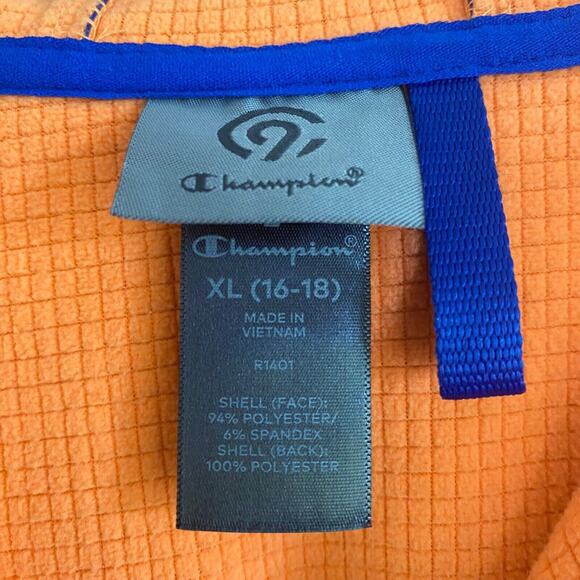 C9
Champion®
Champion®
XL (16-18)
MADE IN
VIETNAM
R1401
SHELL (FACE):
94% POLYESTER/
6% SPANDEX
SHELL (BACK):
100% POLYESTER